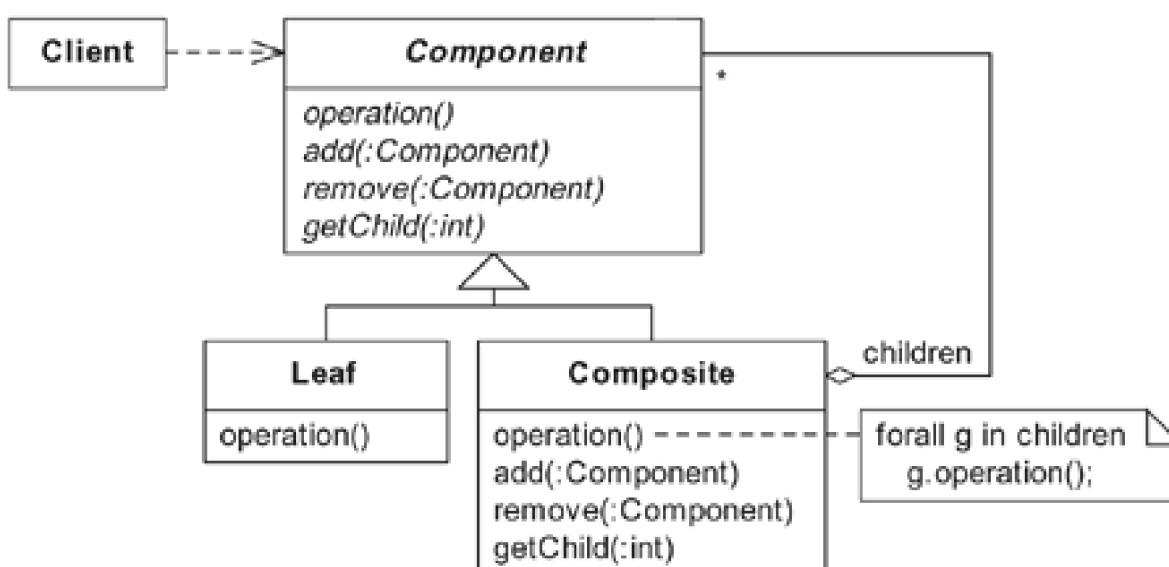 Client
Component
*
operation()
add(:Component)
remove(:Component)
getChild(:int)
Leaf
operation()
Composite
children
operation()
add(:Component)
remove(:Component)
getChild(:int)
forall g in children
g.operation();